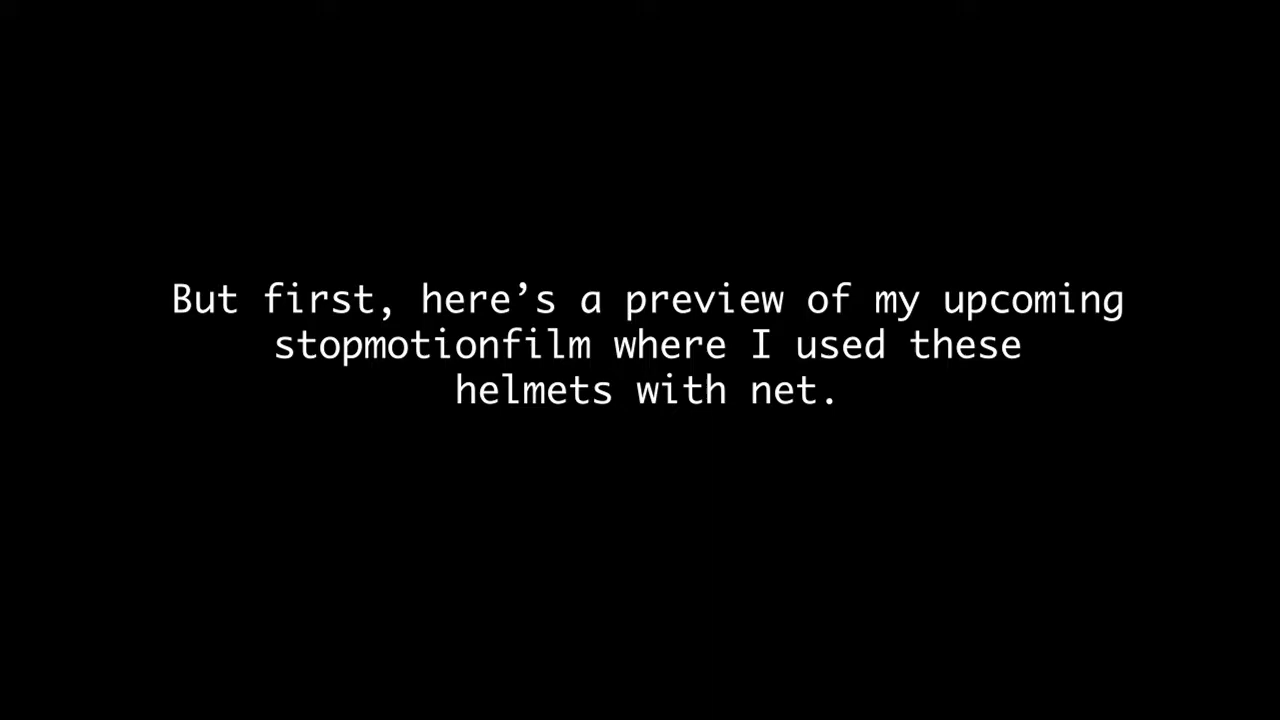 But first, here’s a preview of my upcoming
stopmotionfilm where I used these
helmets with net.